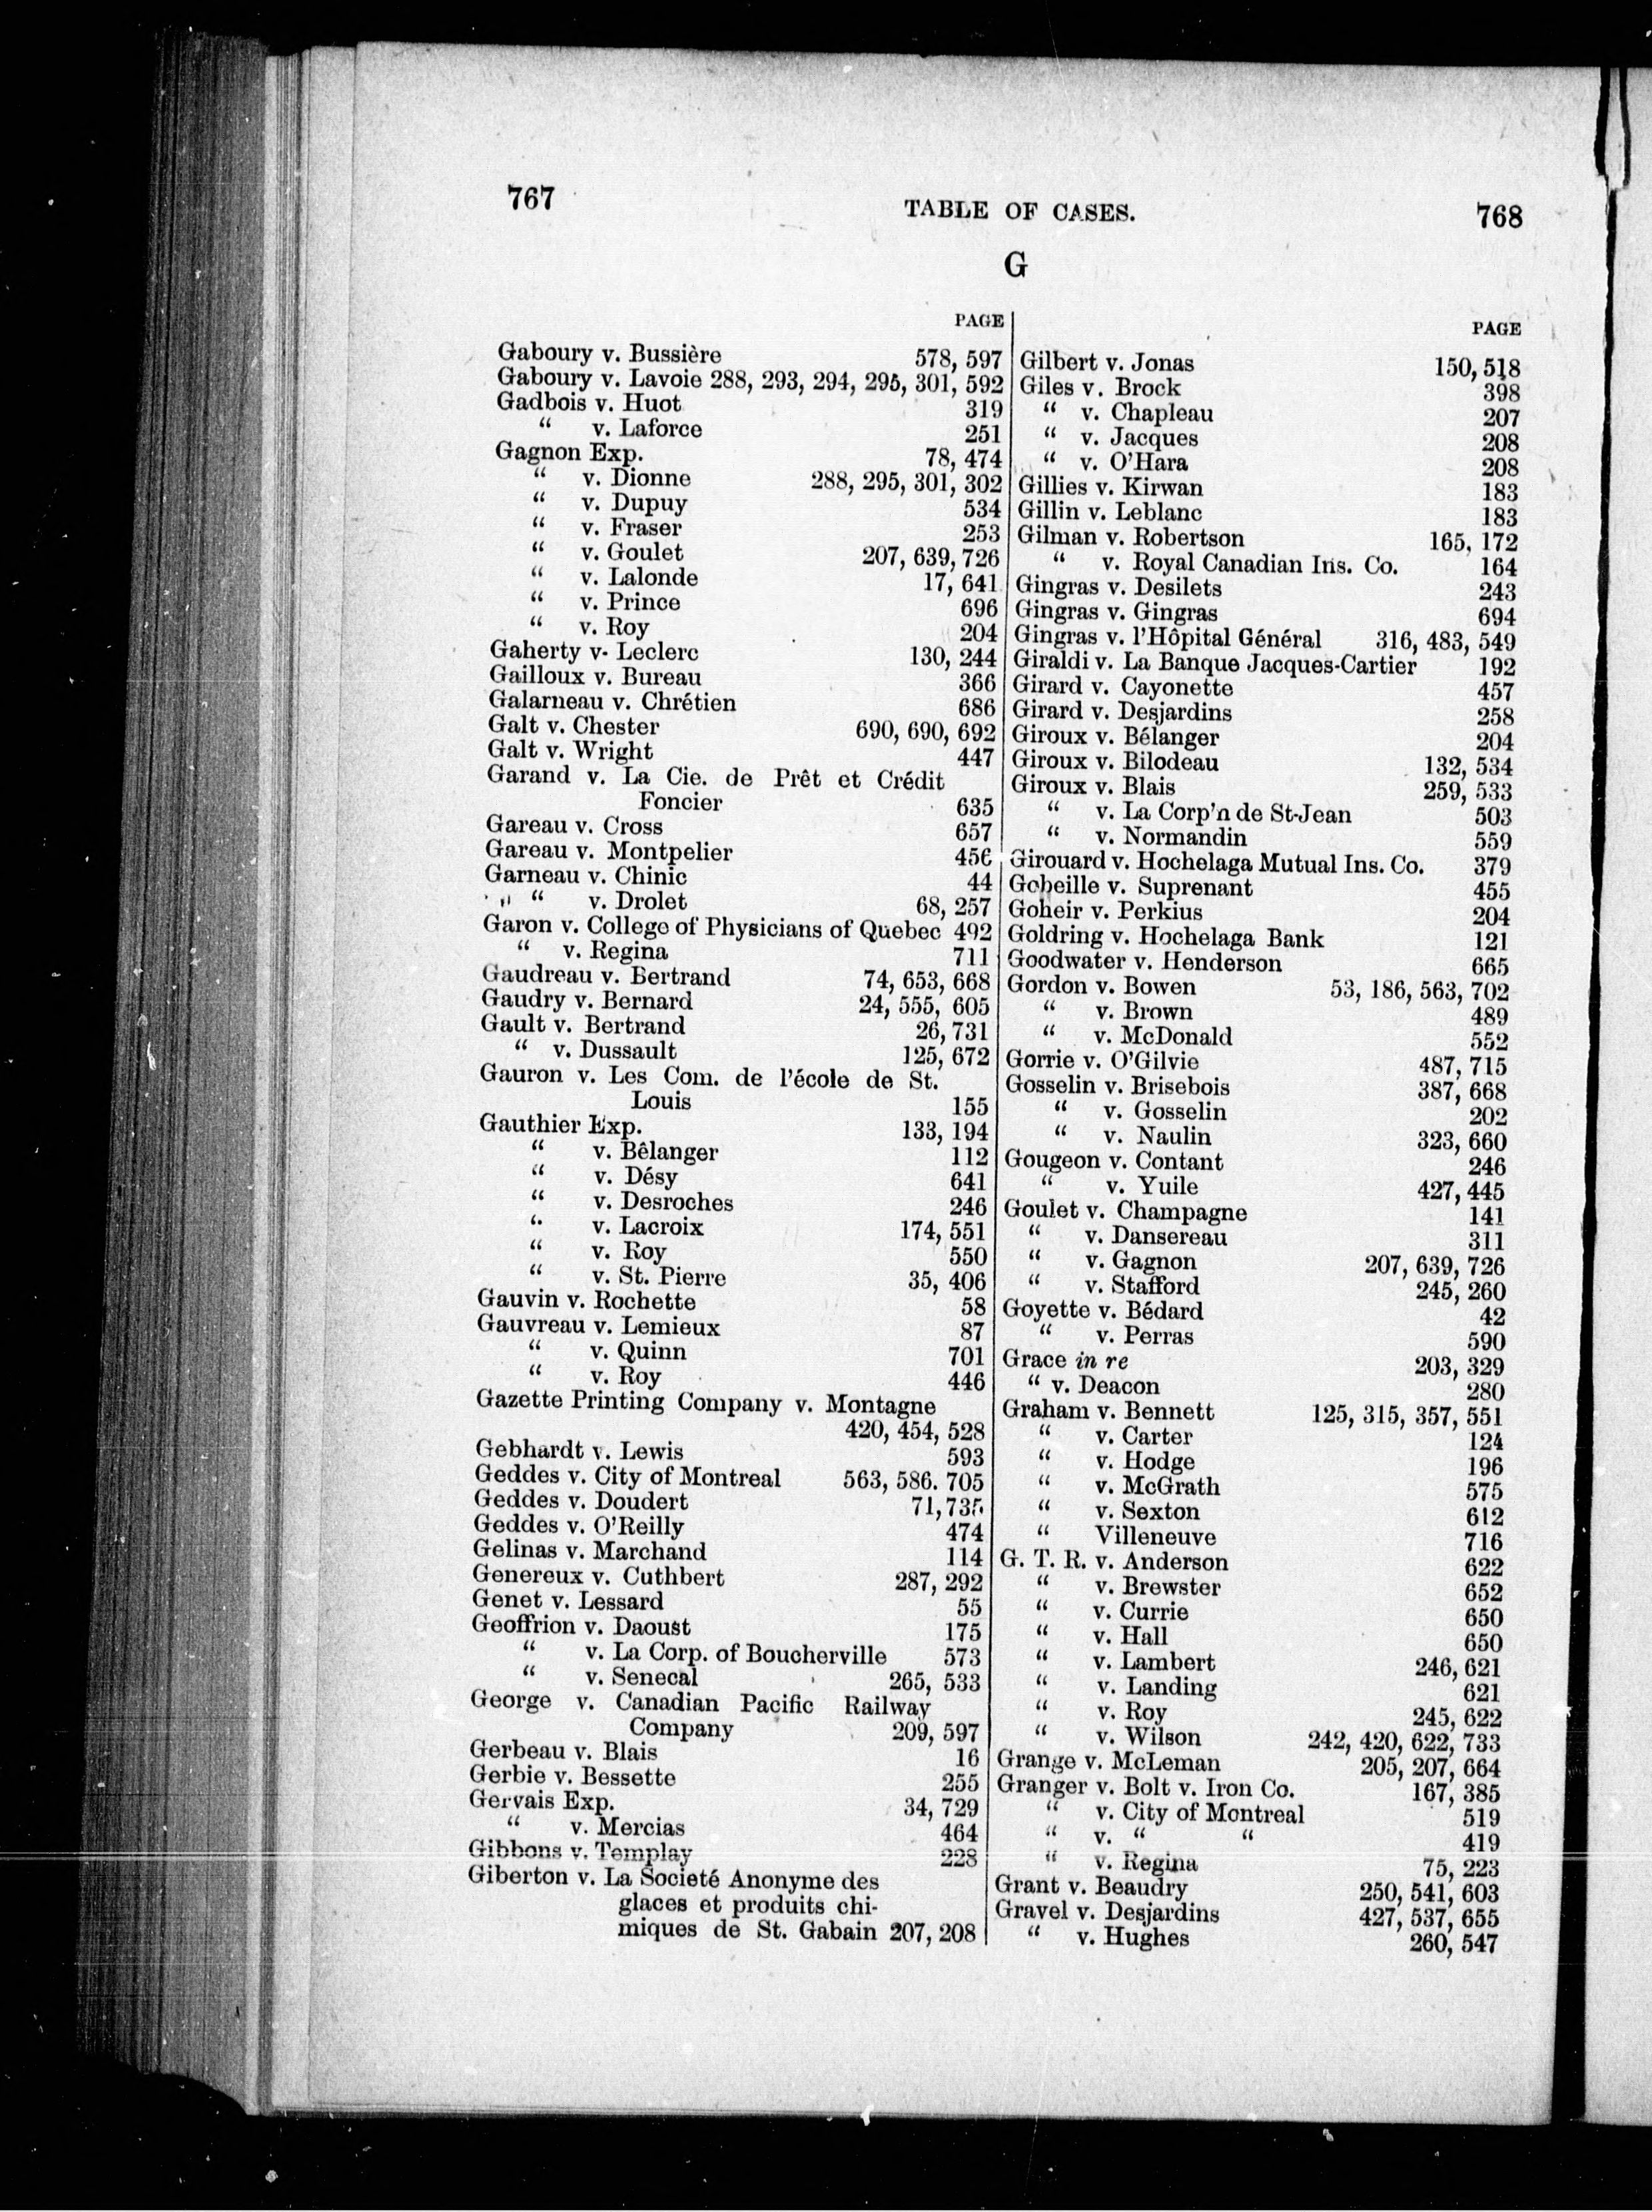 767
TABLE OF CASES.
768
G
PAGE
Gaboury v. Bussière 578, 597
Gaboury v. Lavoie 288, 293, 294, 295, 301, 592
Gadbois v. Huot 319
“ v. Laforce 251
Gagnon Exp. 78, 474
“ v. Dionne 288, 295, 301, 302
“ v. Dupuy 534
“ v. Fraser 253
“ v. Goulet 207, 639, 726
“ v. Lalonde 17, 641
“ v. Prince 696
“ v. Roy 204
Gaherty v. Leclerc 130, 244
Gailloux v. Bureau 366
Galarneau v. Chrétien 686
Galt v. Chester 690, 690, 692
Galt v. Wright 447
Garand v. La Cie. de Prêt et Crédit
Foncier 635
Gareau v. Cross 657
Gareau v. Montpelier 456
Garneau v. Chinic 44
“ v. Drolet 68, 257
Garon v. College of Physicians of Quebec 492
“ v. Regina 711
Gaudreau v. Bertrand 74, 653, 668
Gaudry v. Bernard 24, 555, 605
Gault v. Bertrand 26, 731
“ v. Dussault 125, 672
Gauron v. Les Com. de l'école de St.
Louis 155
Gauthier Exp. 133, 194
“ v. Bêlanger 112
“ v. Désy 641
“ v. Desroches 246
“ v. Lacroix 174, 551
“ v. Roy 550
“ v. St. Pierre 35, 406
Gauvin v. Rochette 58
Gauvreau v. Lemieux 87
“ v. Quinn 701
“ v. Roy 446
Gazette Printing Company v. Montagne
420, 454, 528
Gebhardt v. Lewis 593
Geddes v. City of Montreal 563, 586. 705
Geddes v. Doudert 71, 735
Geddes v. O'Reilly 474
Gelinas v. Marchand 114
Genereux v. Cuthbert 287, 292
Genet v. Lessard 55
Geoffrion v. Daoust 175
“ v. La Corp. of Boucherville 573
“ v. Senecal 265, 533
George v. Canadian Pacific Railway
Company 209, 597
Gerbeau v. Blais 16
Gerbie v. Bessette 255
Gervais Exp. 34, 729
“ v. Mercias 464
Gibbons v. Templay 228
Giberton v. La Societé Anonyme des
glaces et produits chi-
miques de St. Gabain 207, 208
PAGE
Gilbert v. Jonas 150, 518
Giles v. Brock 398
“ v. Chapleau 207
“ v. Jacques 208
“ v. O'Hara 208
Gillies v. Kirwan 183
Gillin v. Leblanc 183
Gilman v. Robertson 165, 172
“ v. Royal Canadian Ins. Co. 164
Gingras v. Desilets 243
Gingras v. Gingras 694
Gingras v. l'Hôpital Général 316, 483, 549
Giraldi v. La Banque Jacques-Cartier 192
Girard v. Cayonette 457
Girard v. Desjardins 258
Giroux v. Bélanger 204
Giroux v. Bilodeau 132, 534
Giroux v. Blais 259, 533
“ v. La Corp'n de St-Jean 503
“ v. Normandin 559
Girouard v. Hochelaga Mutual Ins. Co. 379
Gobeille v. Suprenant 455
Goheir v. Perkius 204
Goldring v. Hochelaga Bank 121
Goodwater v. Henderson 665
Gordon v. Bowen 53, 186, 563, 702
“ v. Brown 489
“ v. McDonald 552
Gorrie v. O'Gilvie 487, 715
Gosselin v. Brisebois 387, 668
“ v. Gosselin 202
“ v. Naulin 323, 660
Gougeon v. Contant 246
“ v. Yuile 427, 445
Goulet v. Champagne 141
“ v. Dansereau 311
“ v. Gagnon 207, 639, 726
“ v. Stafford 245, 260
Goyette v. Bédard 42
“ v. Perras 590
Grace in re 203, 329
“ v. Deacon 280
Graham v. Bennett 125, 315, 357, 551
“ v. Carter 124
“ v. Hodge 196
“ v. McGrath 575
“ v. Sexton 612
“ Villeneuve 716
G. T. R. v. Anderson 622
“ v. Brewster 652
“ v. Currie 650
“ v. Hall 650
“ v. Lambert 246, 621
“ v. Landing 621
“ v. Roy 245, 622
“ v. Wilson 242, 420, 622, 733
Grange v. McLeman 205, 207, 664
Granger v. Bolt v. Iron Co. 167, 385
“ v. City of Montreal 519
“ v. “ “ 419
“ v. Regina 75, 223
Grant v. Beaudry 250, 541, 603
Gravel v. Desjardins 427, 537, 655
“ v. Hughes 260, 547